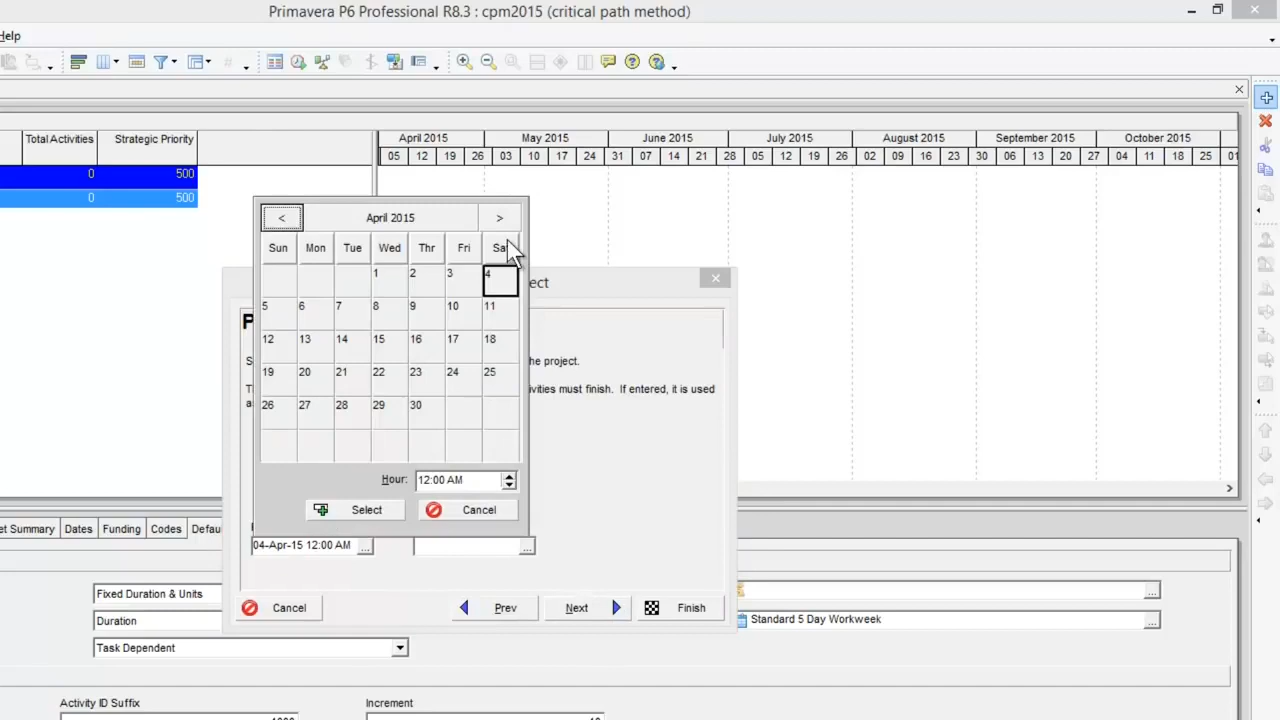 Primavera P6 Professional R8.3 : cpm2015 (critical path method)
Help
Total Activities Strategic Priority
April 2015 May 2015 June 2015 July 2015 August 2015 September 2015 October 2015
05 12 19 26 03 10 17 24 31 07 14 21 28 05 12 19 26 02 09 16 23 30 06 13 20 27 04 11 18 25 01
0 500
0 500
< April 2015 >
Sun Mon Tue Wed Thr Fri Sat
1 2 3 4
5 6 7 8 9 10 11
12 13 14 15 16 17 18
19 20 21 22 23 24 25
26 27 28 29 30
Hour: 12:00 AM
Select Cancel
he project.
ivities must finish. If entered, it is used
04-Apr-15 12:00 AM ... ...
Cancel Prev Next Finish
et Summary Dates Funding Codes Defau
Fixed Duration & Units
Duration
Task Dependent
Standard 5 Day Workweek
Activity ID Suffix Increment